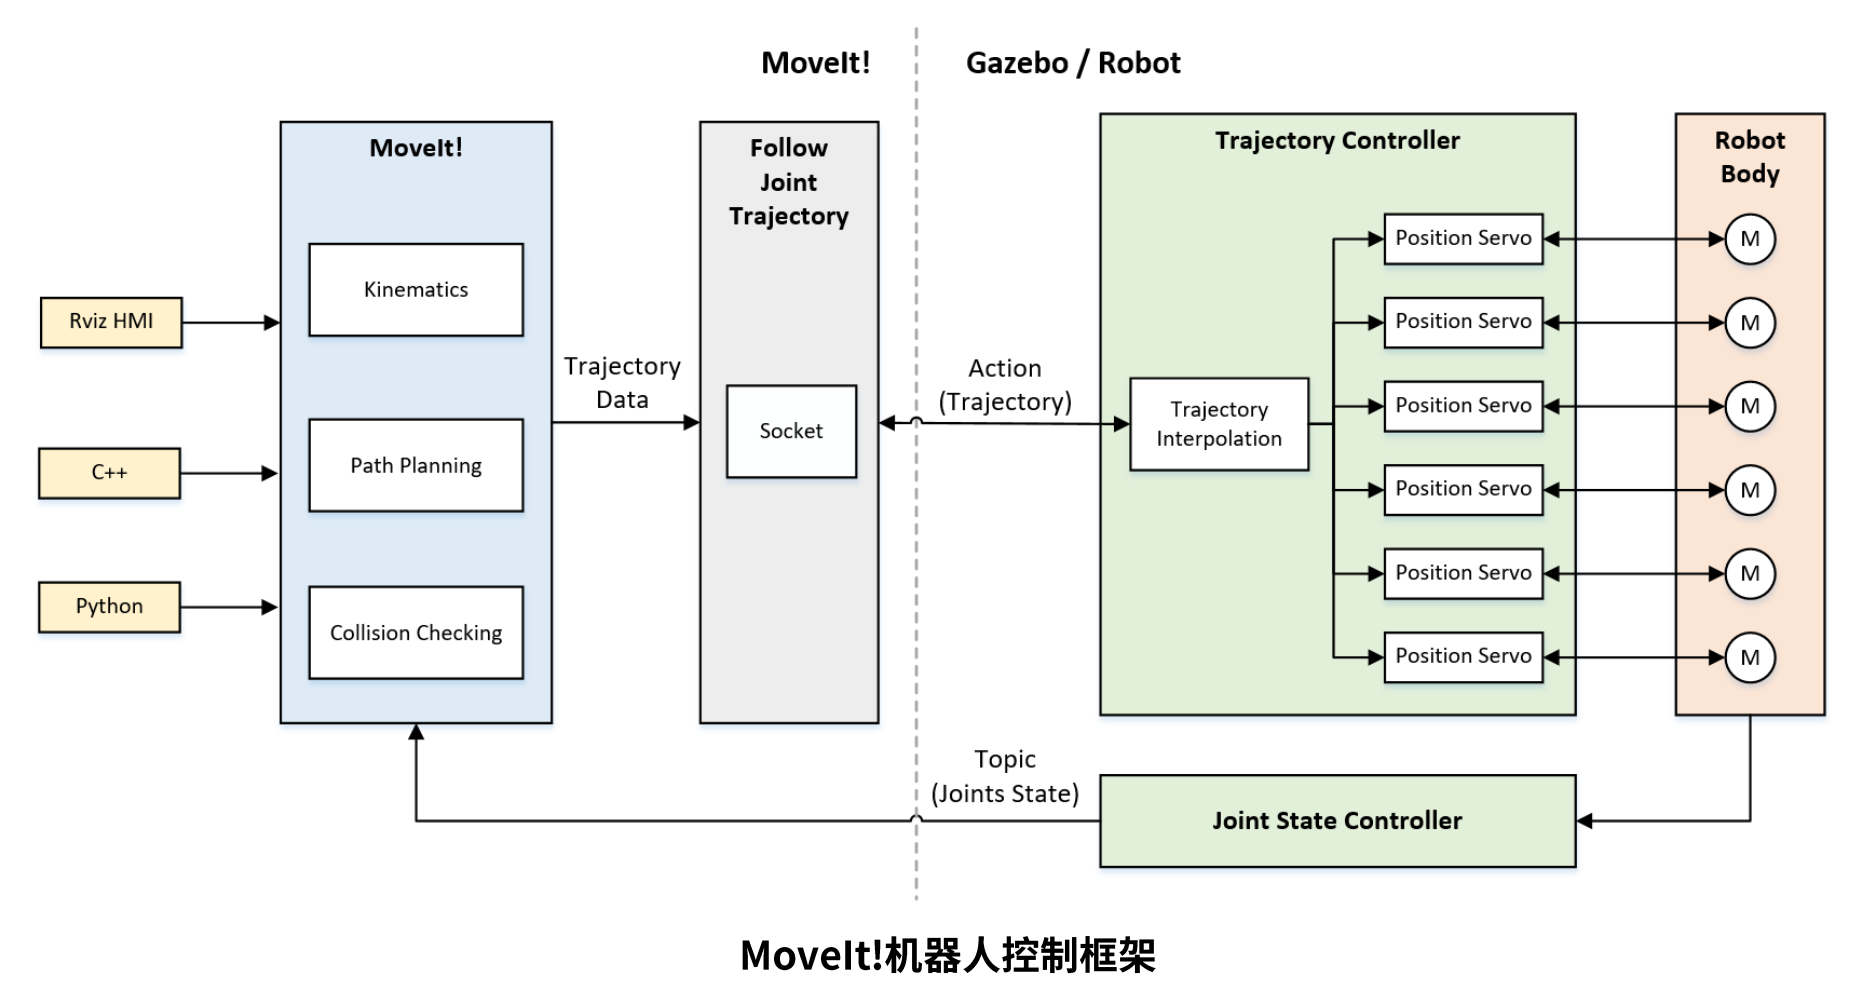 MoveIt!
Gazebo / Robot
MoveIt!
Kinematics
Path Planning
Collision Checking
Rviz HMI
C++
Python
Trajectory
Data
Follow
Joint
Trajectory
Socket
Action
(Trajectory)
Trajectory Controller
Trajectory
Interpolation
Position Servo
Position Servo
Position Servo
Position Servo
Position Servo
Position Servo
Robot
Body
M
M
M
M
M
M
Topic
(Joints State)
Joint State Controller
MoveIt!机器人控制框架